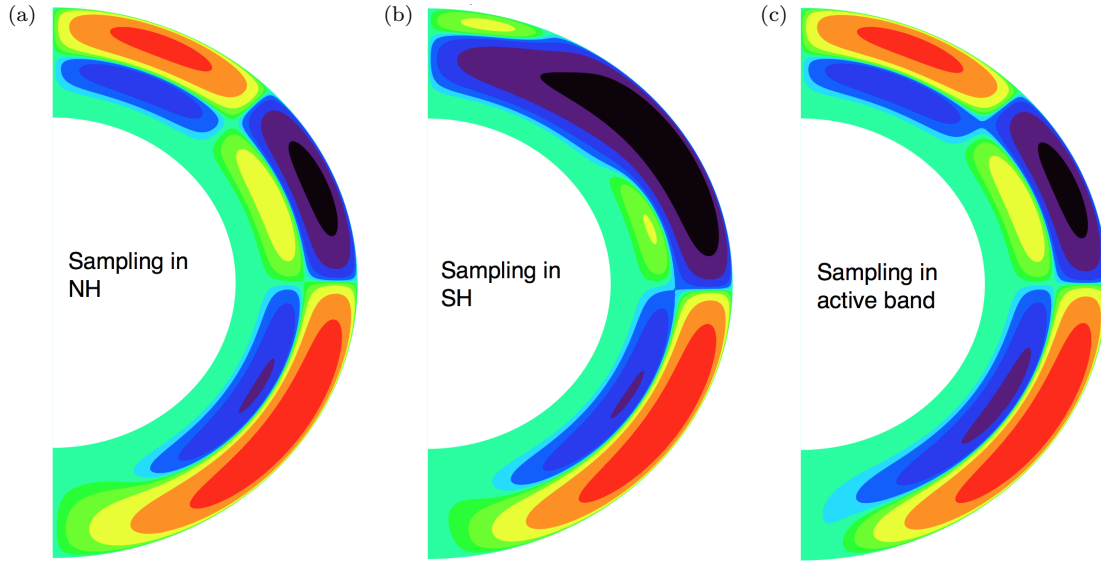 (a)
Sampling in
NH
(b)
Sampling in
SH
(c)
Sampling in
active band